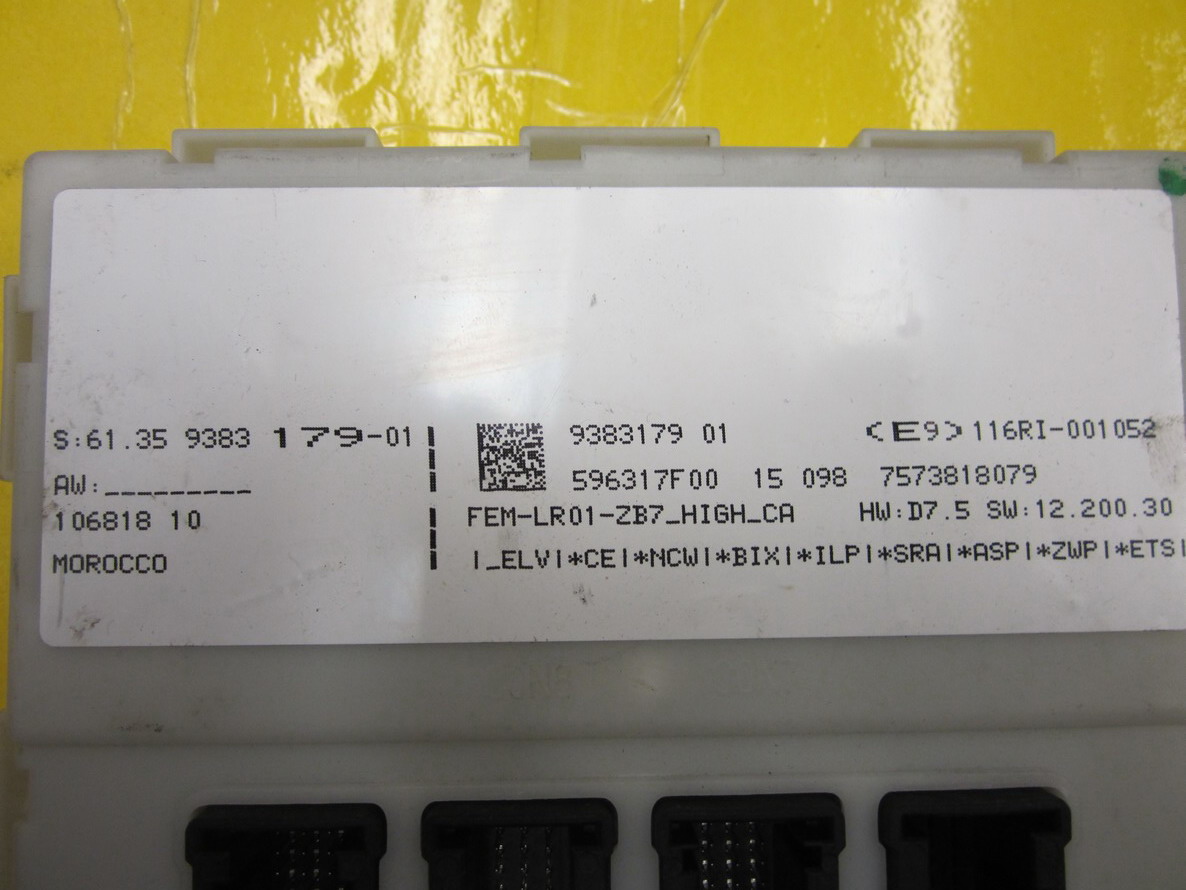 S:61.35 9383 179-01
AW:_________
106818 10
MOROCCO
9383179 01 <E9>116RI-001052
596317F00 15 098 7573818079
FEM-LR01-ZB7_HIGH_CA HW:D7.5 SW:12.200.30
|_ELV|*CE|*NCW|*BIX|*ILP|*SRA|*ASP|*ZWP|*ETS|